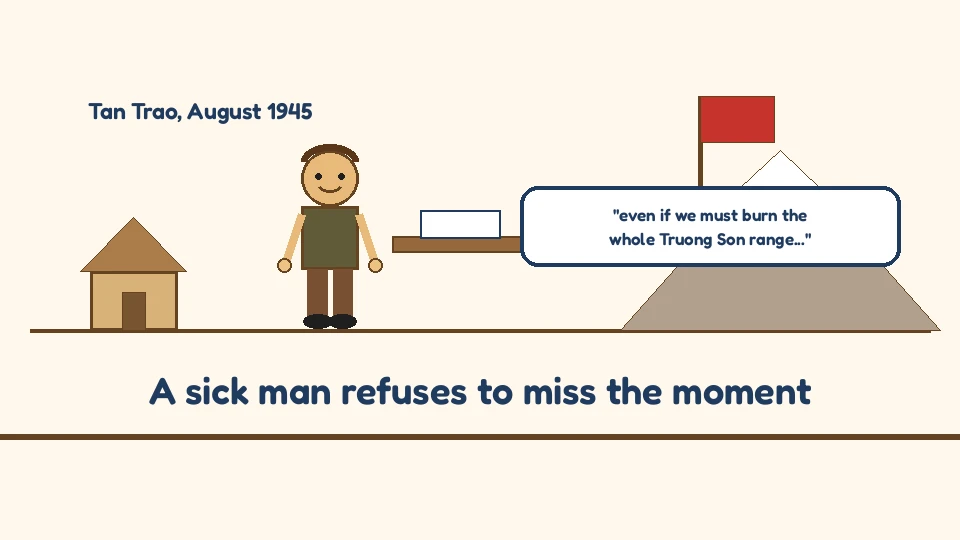 Tan Trao, August 1945
"even if we must burn the
whole Truong Son range..."
A sick man refuses to miss the moment